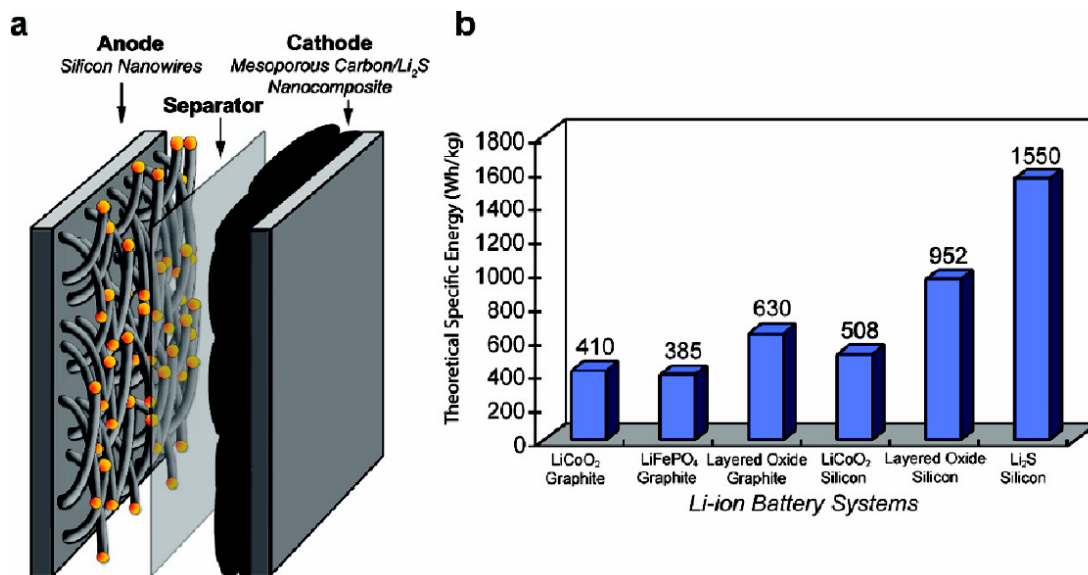 a
Anode
Silicon Nanowires
Separator
Cathode
Mesoporous Carbon/Li₂S
Nanocomposite
b
Theoretical Specific Energy (Wh/kg)
1800
1600
1400
1200
1000
800
600
400
200
0
410
385
630
508
952
1550
LiCoO₂
Graphite
LiFePO₄
Graphite
Layered Oxide
Graphite
LiCoO₂
Silicon
Layered Oxide
Silicon
Li₂S
Silicon
Li-ion Battery Systems